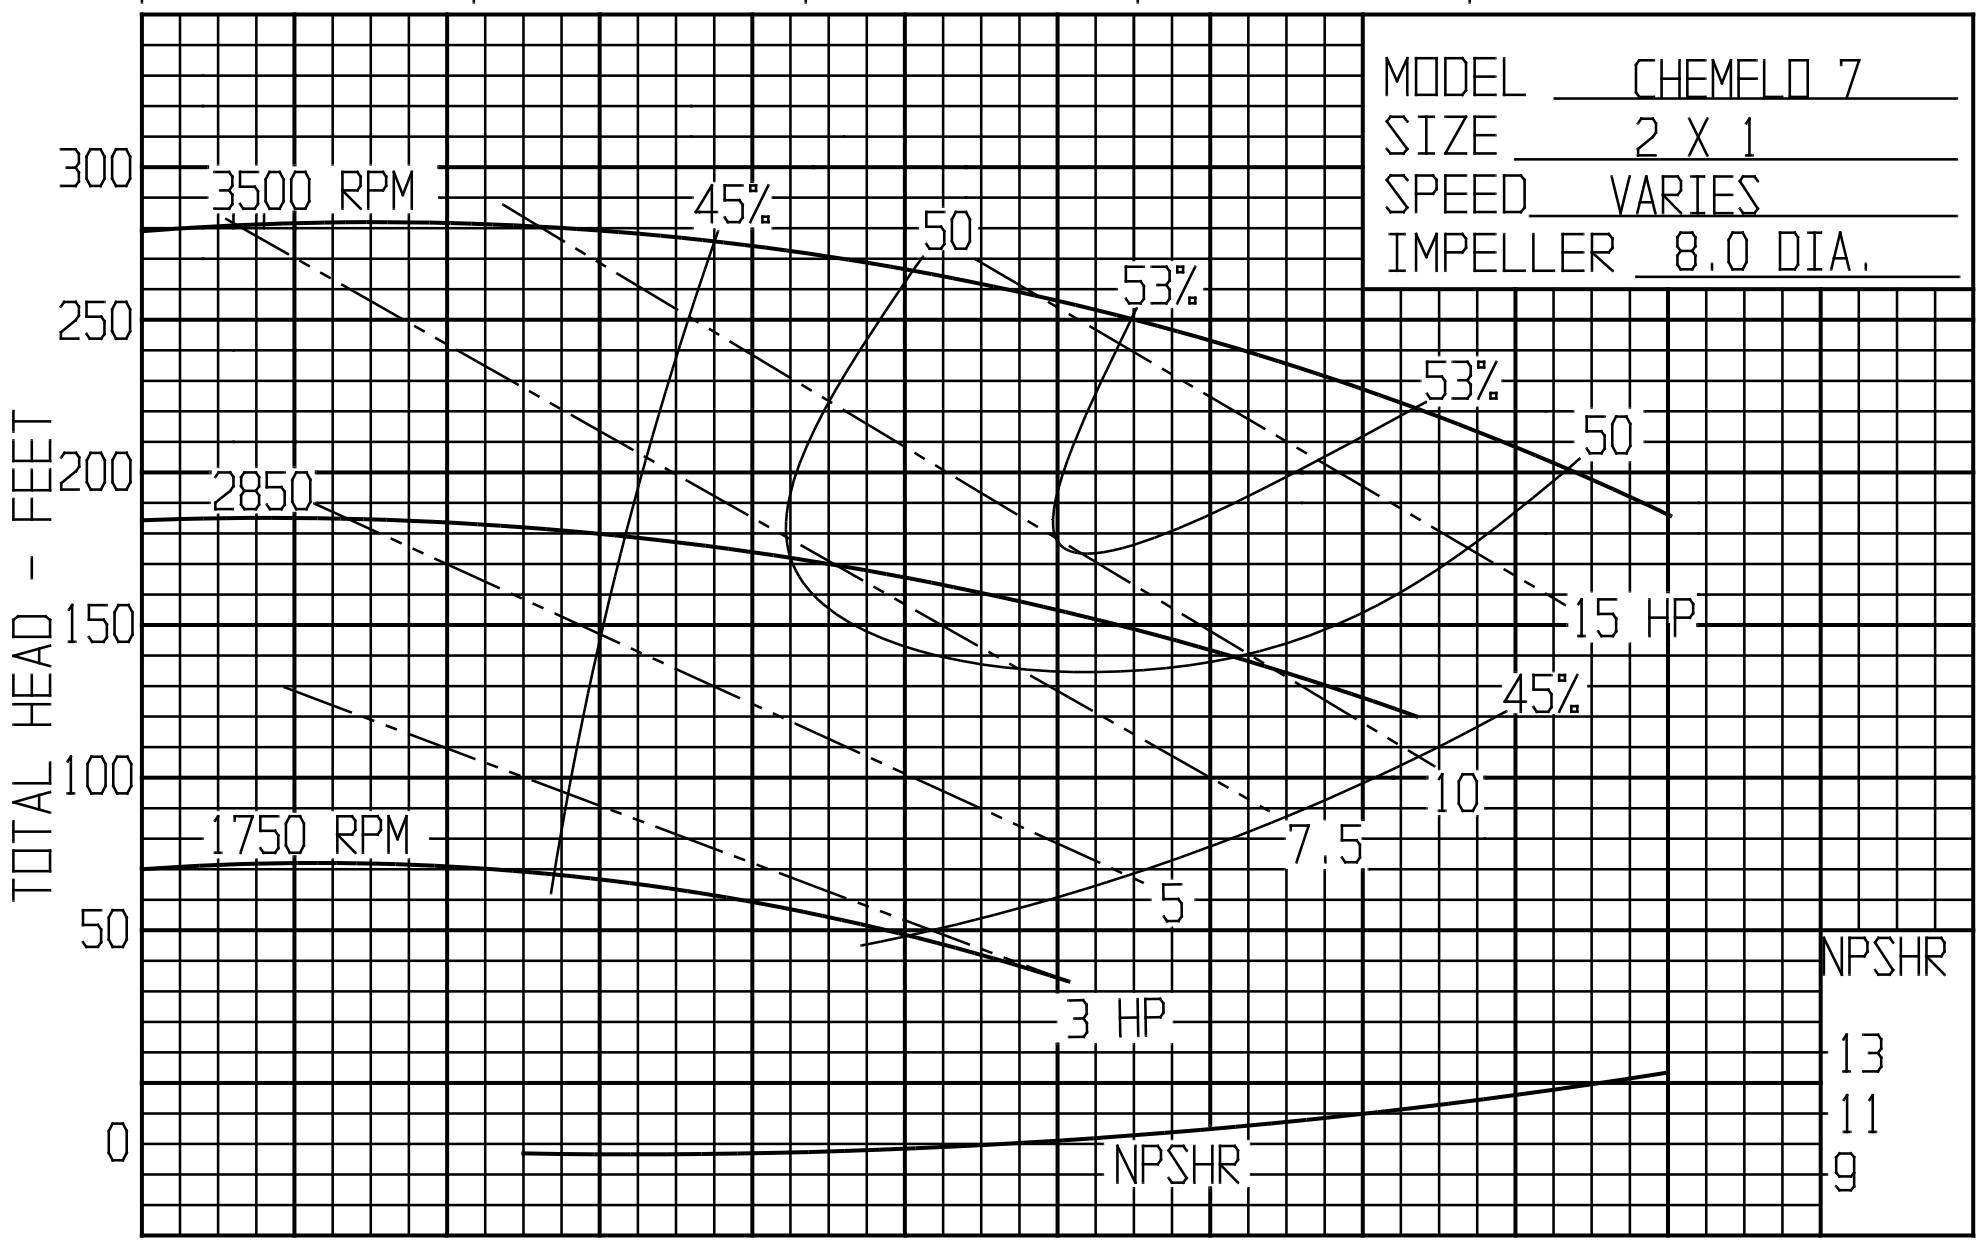 MODEL CHEMFLO 7
SIZE 2 X 1
SPEED VARIES
IMPELLER 8.0 DIA.
TOTAL HEAD - FEET
300
250
200
150
100
50
0
3500 RPM
45%
50
53%
53%
50
2850
15 HP
45%
10
7.5
1750 RPM
5
3 HP
NPSHR
NPSHR
13
11
9